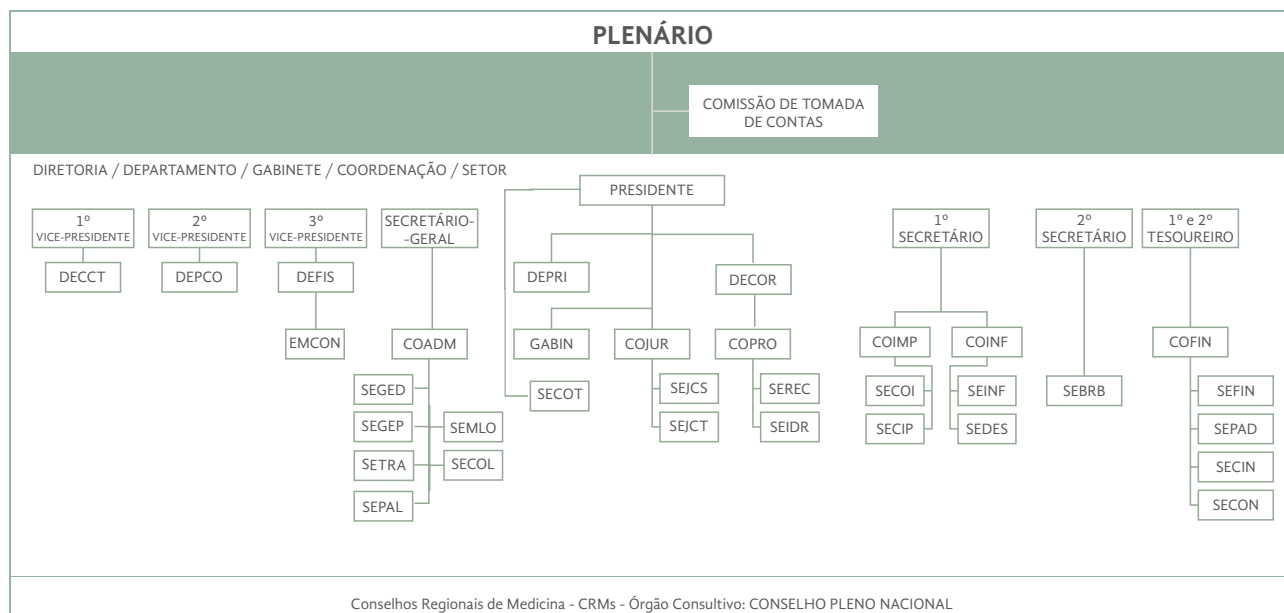 PLENÁRIO
COMISSÃO DE TOMADA
DE CONTAS
DIRETORIA / DEPARTAMENTO / GABINETE / COORDENAÇÃO / SETOR
PRESIDENTE
1º
VICE-PRESIDENTE
2º
VICE-PRESIDENTE
3º
VICE-PRESIDENTE
SECRETÁRIO-
-GERAL
1º
SECRETÁRIO
2º
SECRETÁRIO
1º e 2º
TESOUREIRO
DECCT
DEPCO
DEFIS
DEPRI
DECOR
EMCON
COADM
GABIN
COJUR
COPRO
COIMP
COINF
COFIN
SEGED
SEGEP
SEMLO
SETRA
SECOL
SEPAL
SECOT
SEJCS
SEJCT
SEREC
SEIDR
SECOI
SECIP
SEINF
SEDES
SEBRB
SEFIN
SEPAD
SECIN
SECON
Conselhos Regionais de Medicina - CRMs - Órgão Consultivo: CONSELHO PLENO NACIONAL